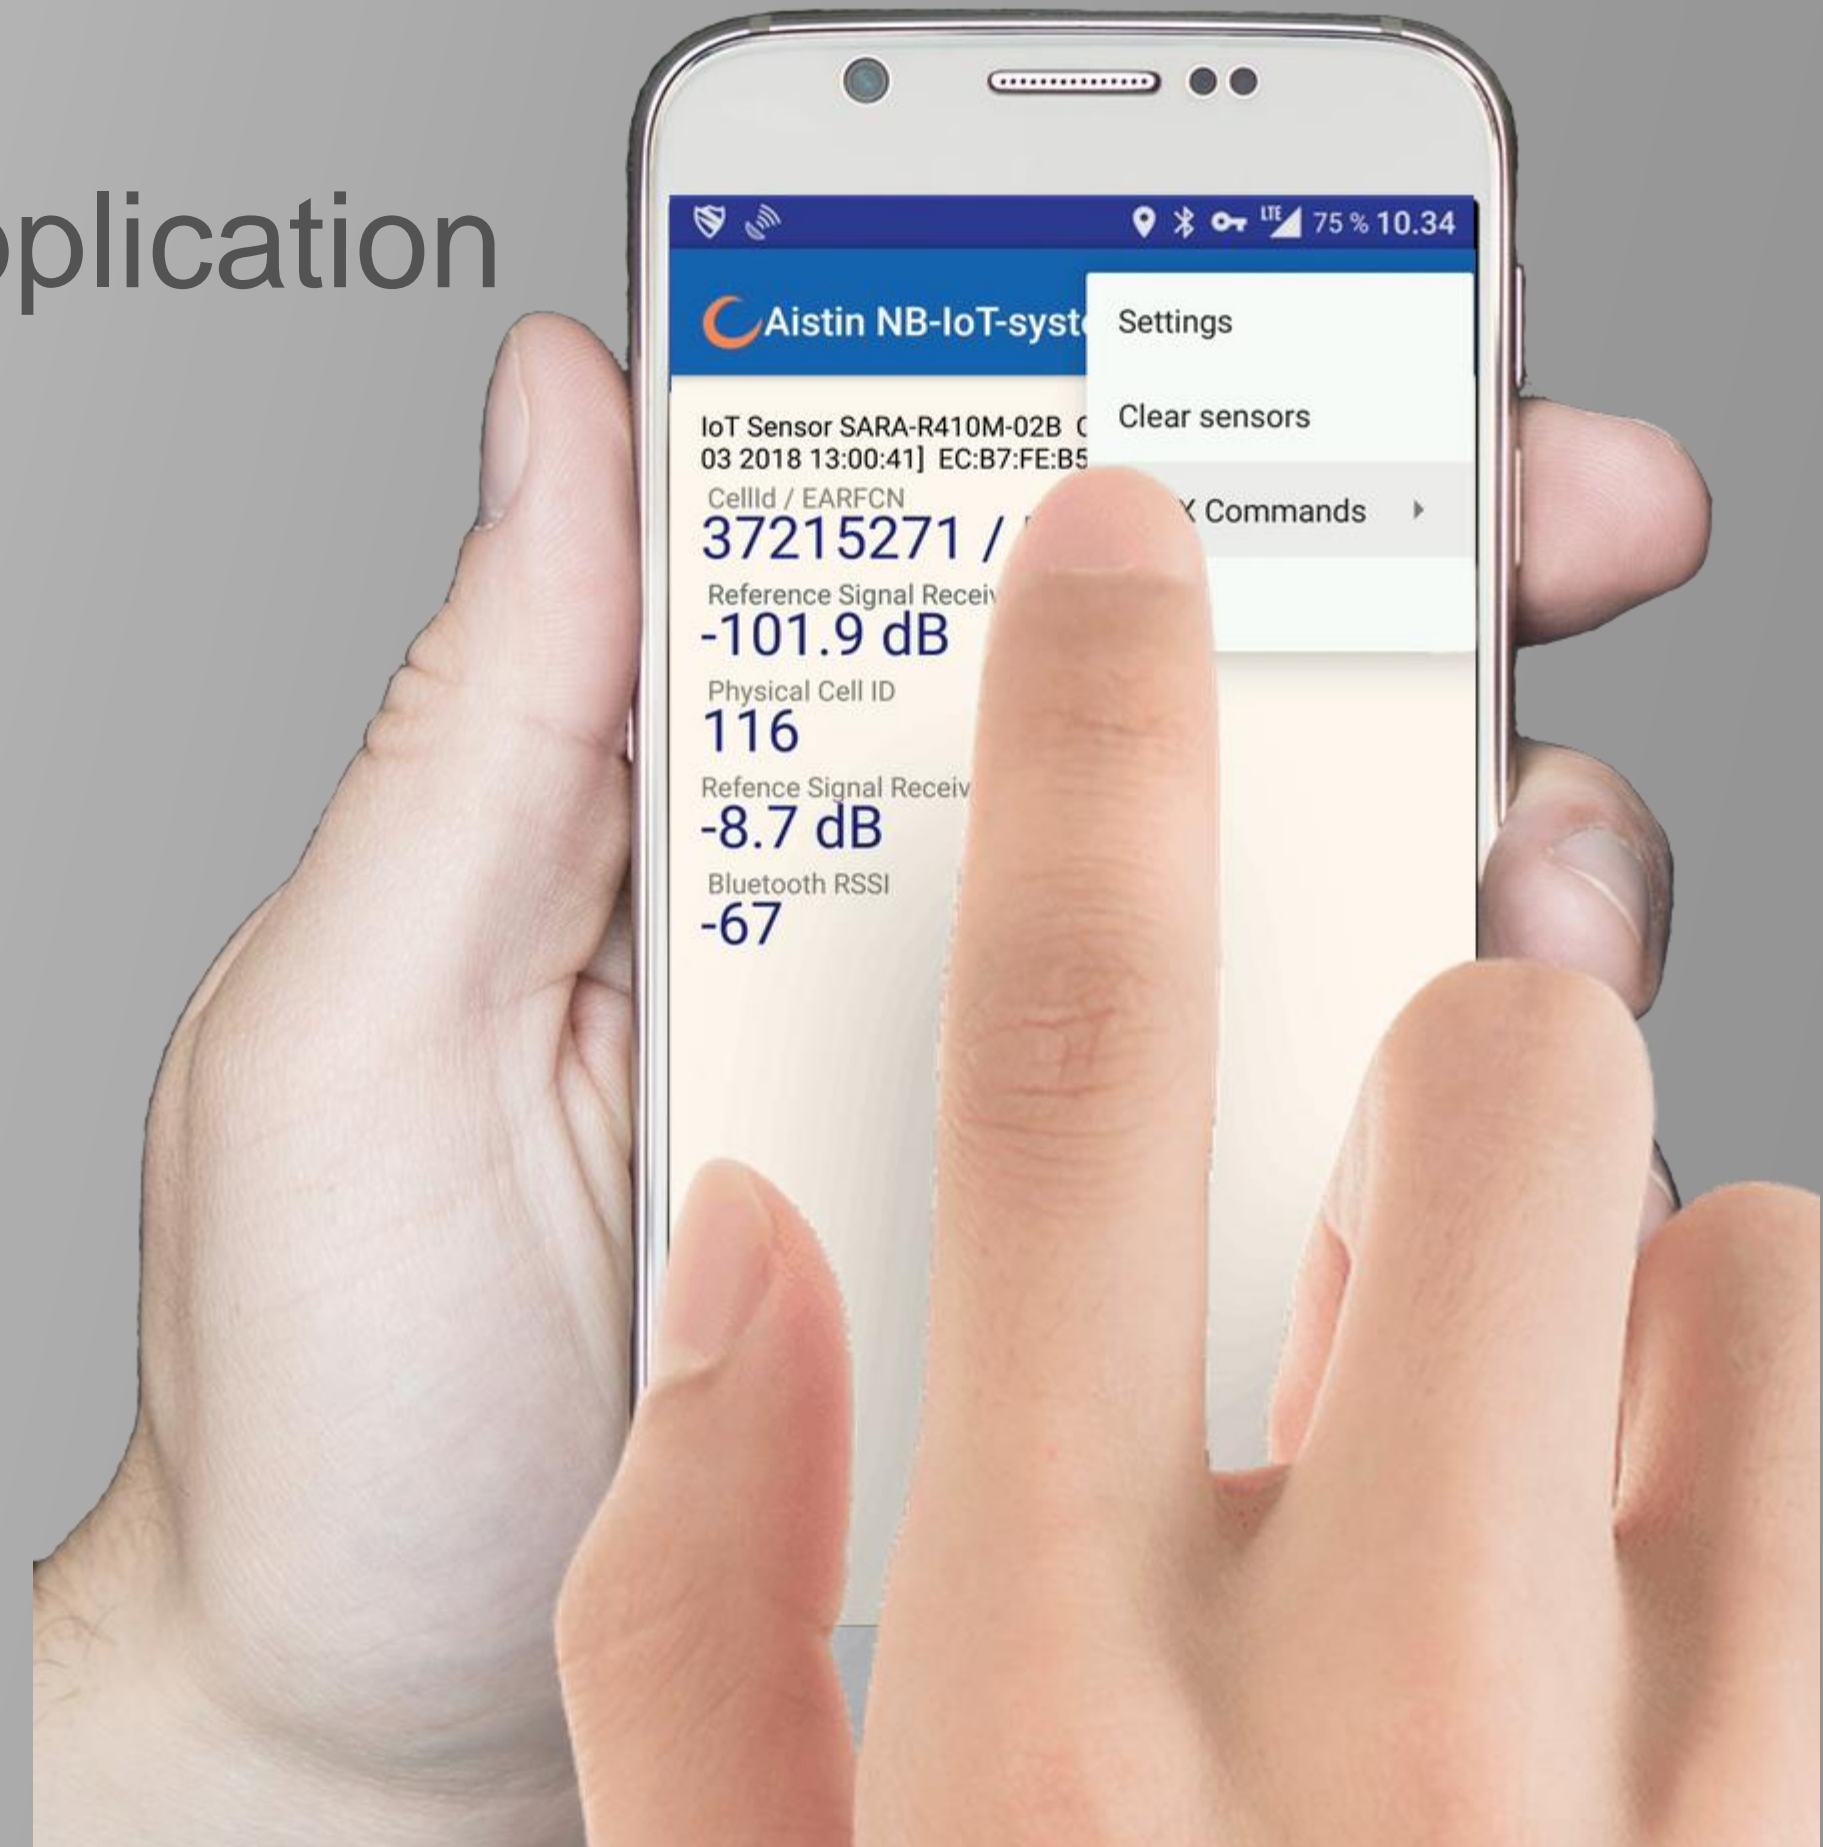 plication
LTE 75 % 10.34
Aistin NB-IoT-syst
Settings
Clear sensors
Commands
IoT Sensor SARA-R410M-02B
03 2018 13:00:41] EC:B7:FE:B5
CellId / EARFCN
37215271 /
Reference Signal Receiv
-101.9 dB
Physical Cell ID
116
Refence Signal Receiv
-8.7 dB
Bluetooth RSSI
-67